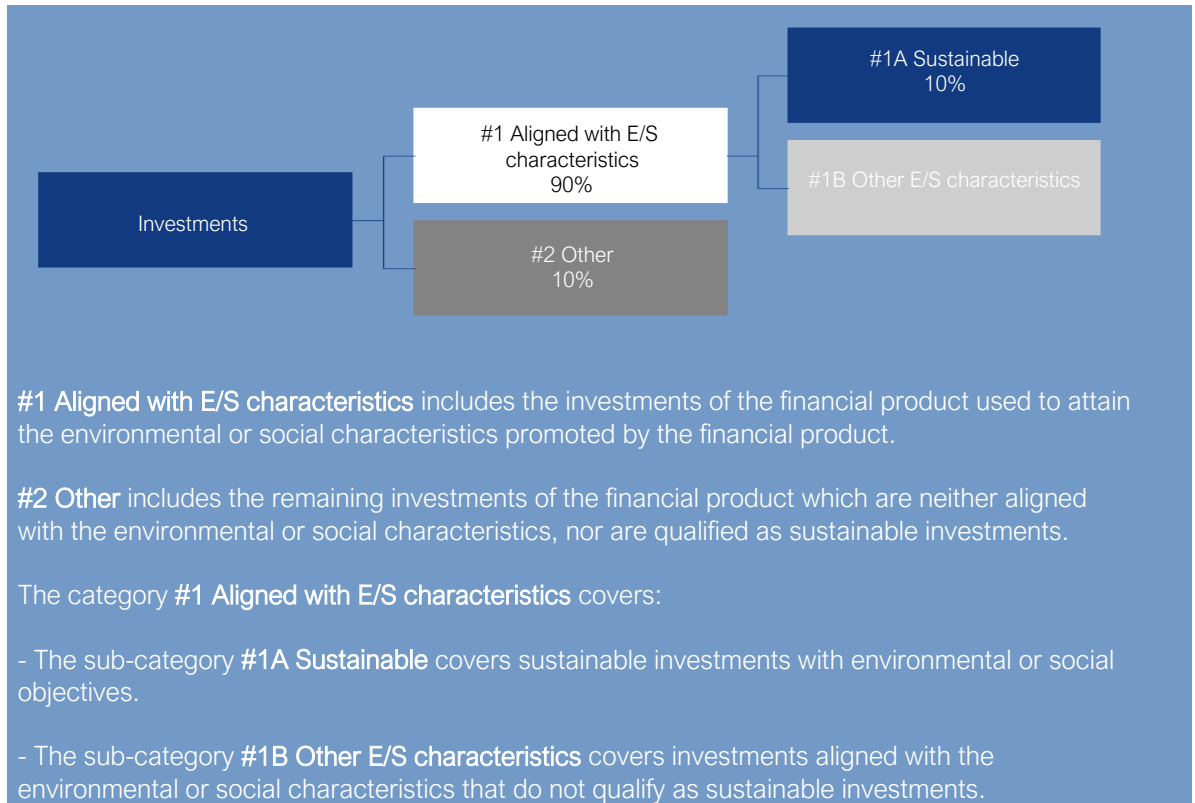 #1A Sustainable
10%
#1 Aligned with E/S
characteristics
90%
#1B Other E/S characteristics
Investments
#2 Other
10%
#1 Aligned with E/S characteristics includes the investments of the financial product used to attain
the environmental or social characteristics promoted by the financial product.
#2 Other includes the remaining investments of the financial product which are neither aligned
with the environmental or social characteristics, nor are qualified as sustainable investments.
The category #1 Aligned with E/S characteristics covers:
- The sub-category #1A Sustainable covers sustainable investments with environmental or social
objectives.
- The sub-category #1B Other E/S characteristics covers investments aligned with the
environmental or social characteristics that do not qualify as sustainable investments.